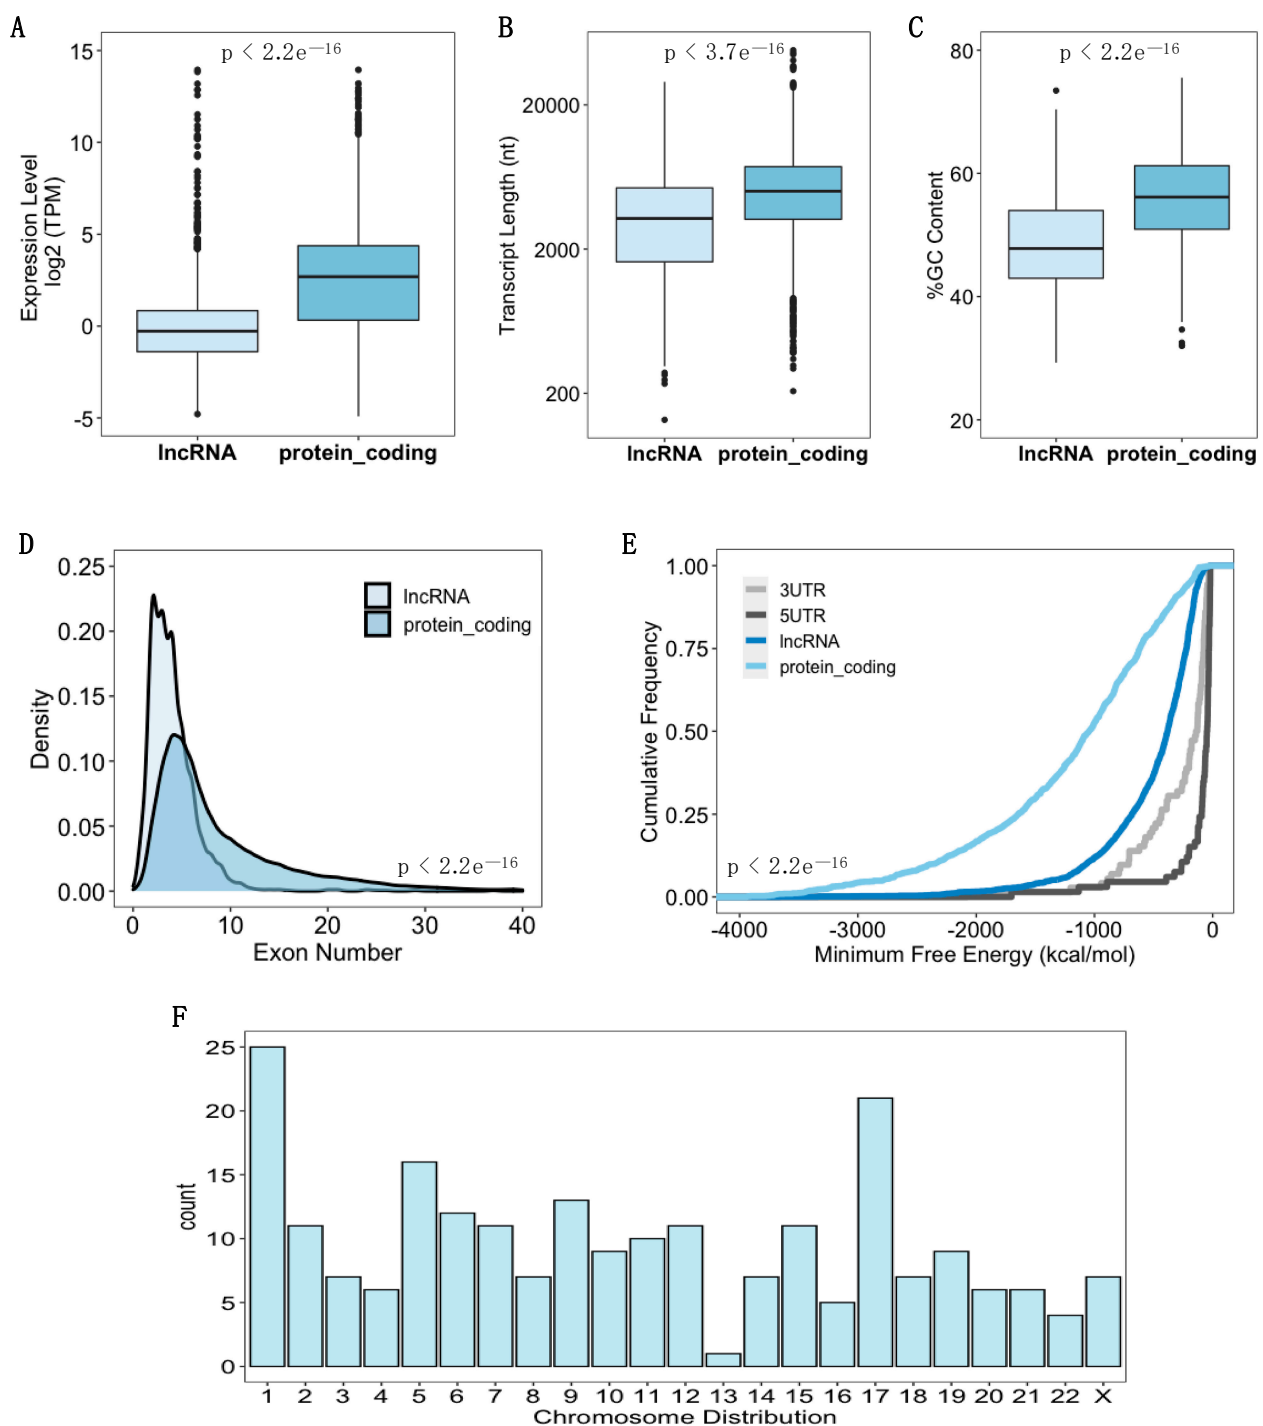 A
p < 2.2e−16
15
10
5
0
-5
Expression Level
log2 (TPM)
lncRNA
protein_coding
B
p < 3.7e−16
20000
2000
200
Transcript Length (nt)
lncRNA
protein_coding
C
p < 2.2e−16
80
60
40
20
%GC Content
lncRNA
protein_coding
D
0.25
0.20
0.15
0.10
0.05
0.00
Density
lncRNA
protein_coding
p < 2.2e−16
0 10 20 30 40
Exon Number
E
1.00
0.75
0.50
0.25
0.00
Cumulative Frequency
3UTR
5UTR
lncRNA
protein_coding
p < 2.2e−16
-4000 -3000 -2000 -1000 0
Minimum Free Energy (kcal/mol)
F
25
20
15
10
5
0
count
1 2 3 4 5 6 7 8 9 10 11 12 13 14 15 16 17 18 19 20 21 22 X
Chromosome Distribution